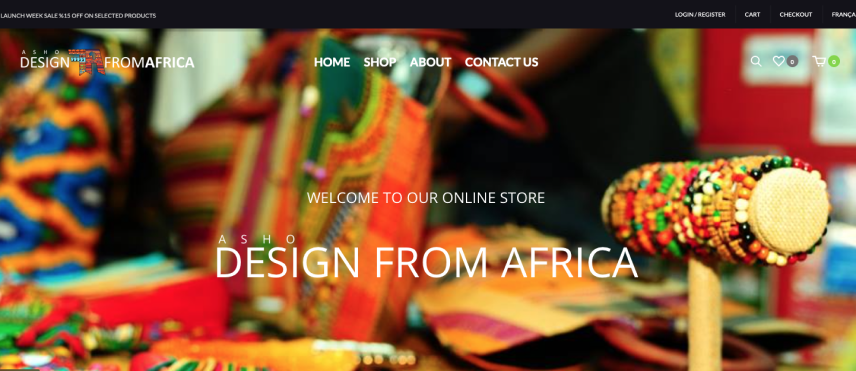 LAUNCH WEEK SALE %15 OFF ON SELECTED PRODUCTS
LOGIN / REGISTER
CART
CHECKOUT
FRANÇA
ASHO
DESIGN FROMAFRICA
HOME
SHOP
ABOUT
CONTACT US
0
0
WELCOME TO OUR ONLINE STORE
ASHO
DESIGN FROM AFRICA